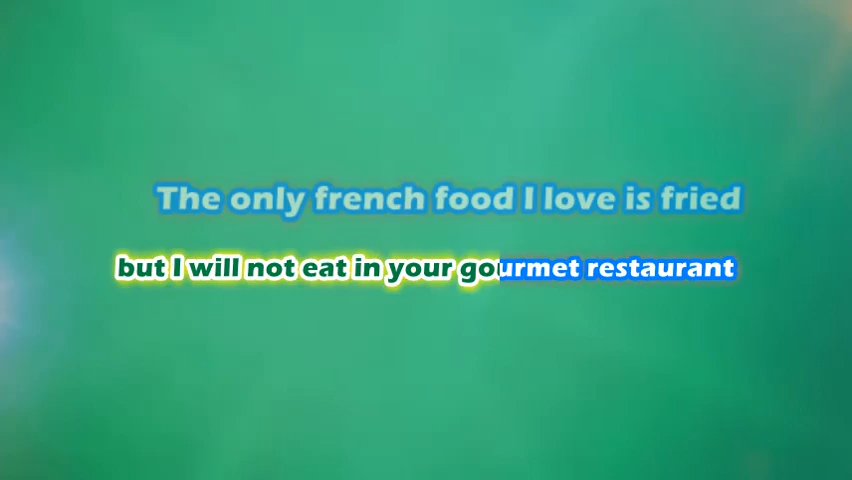 The only french food I love is fried
but I will not eat in your gourmet restaurant